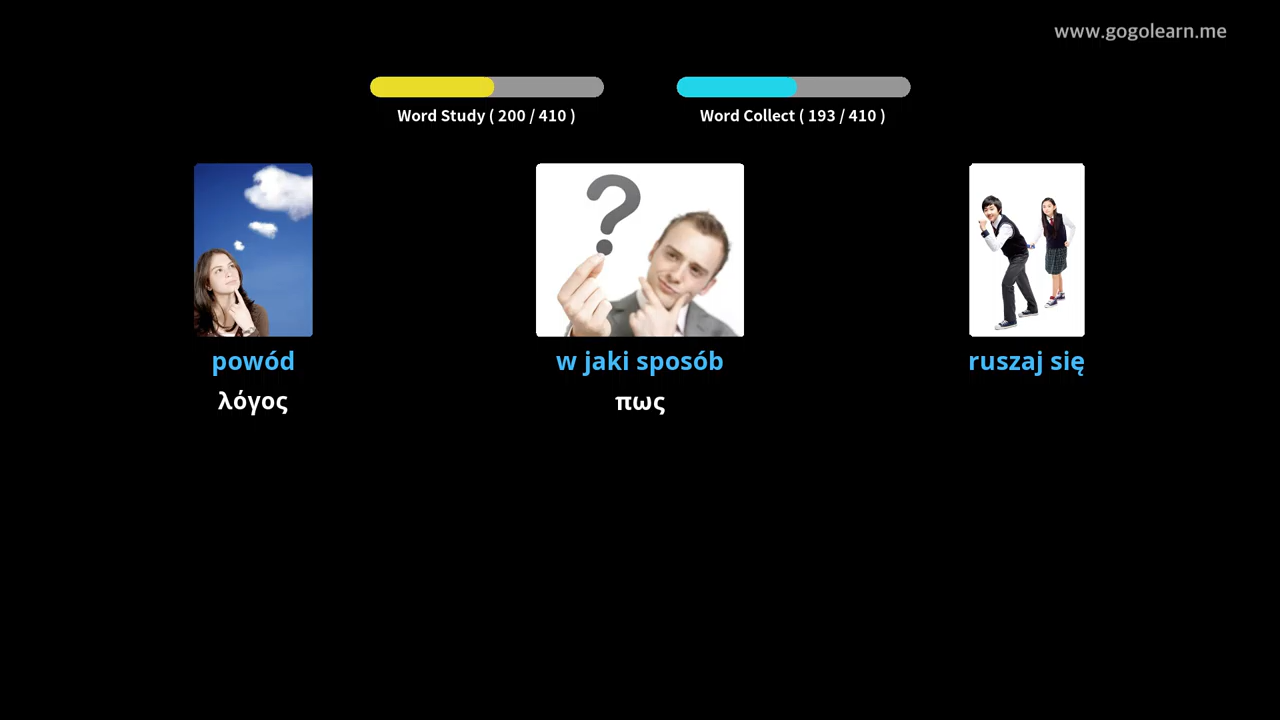 www.gogolearn.me
Word Study ( 200 / 410 )
Word Collect ( 193 / 410 )
powód
w jaki sposób
ruszaj się
λόγος
πως